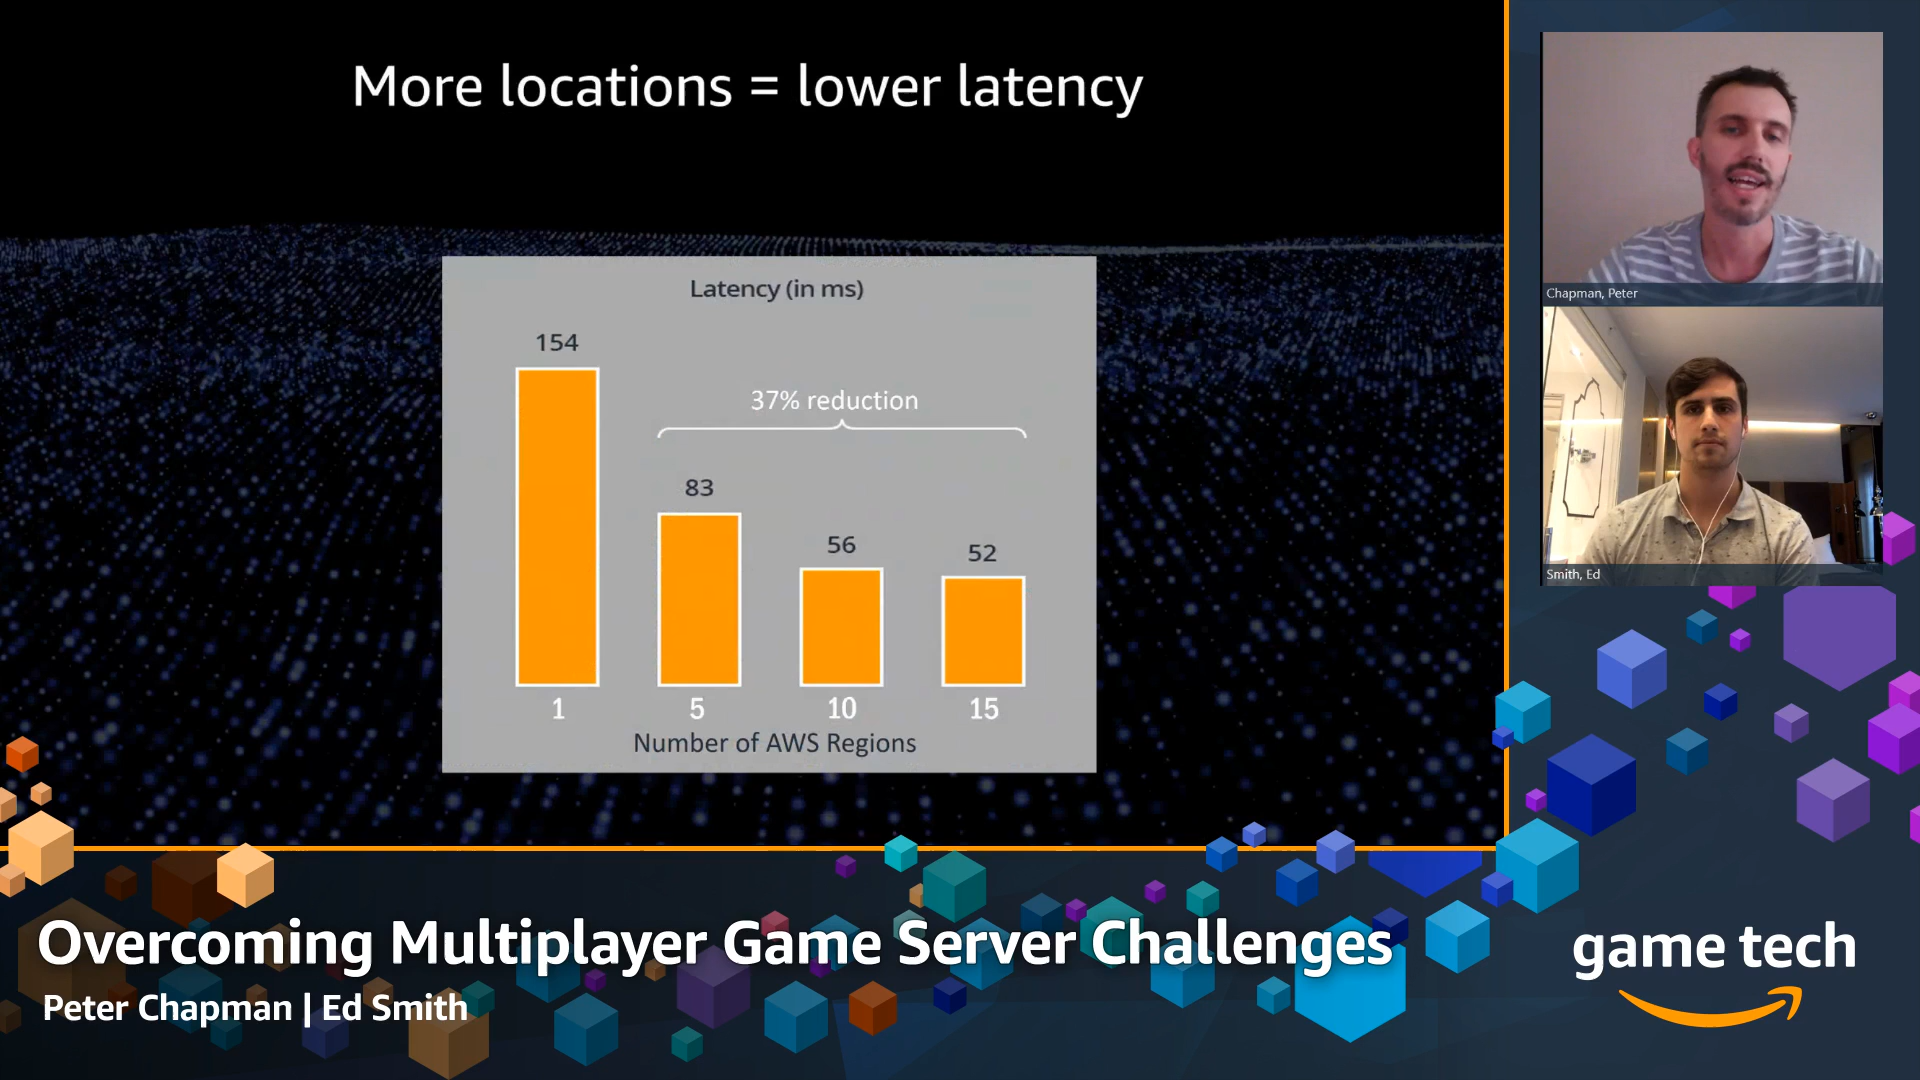 More locations = lower latency
Latency (in ms)
154
37% reduction
83
56
52
1
5
10
15
Number of AWS Regions
Chapman, Peter
Smith, Ed
Overcoming Multiplayer Game Server Challenges
Peter Chapman | Ed Smith
game tech